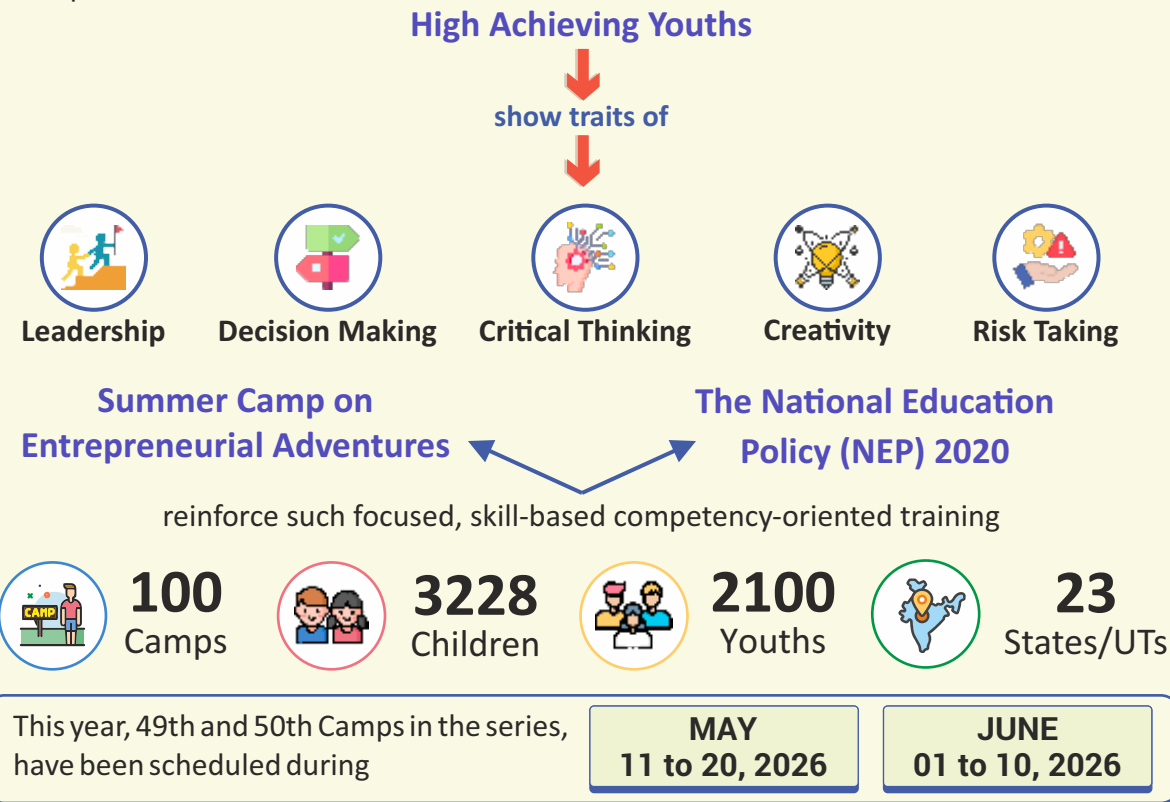 High Achieving Youths
show traits of
Leadership
Decision Making
Critical Thinking
Creativity
Risk Taking
Summer Camp on
Entrepreneurial Adventures
The National Education
Policy (NEP) 2020
reinforce such focused, skill-based competency-oriented training
CAMP
100
Camps
3228
Children
2100
Youths
23
States/UTs
This year, 49th and 50th Camps in the series,
have been scheduled during
MAY
11 to 20, 2026
JUNE
01 to 10, 2026